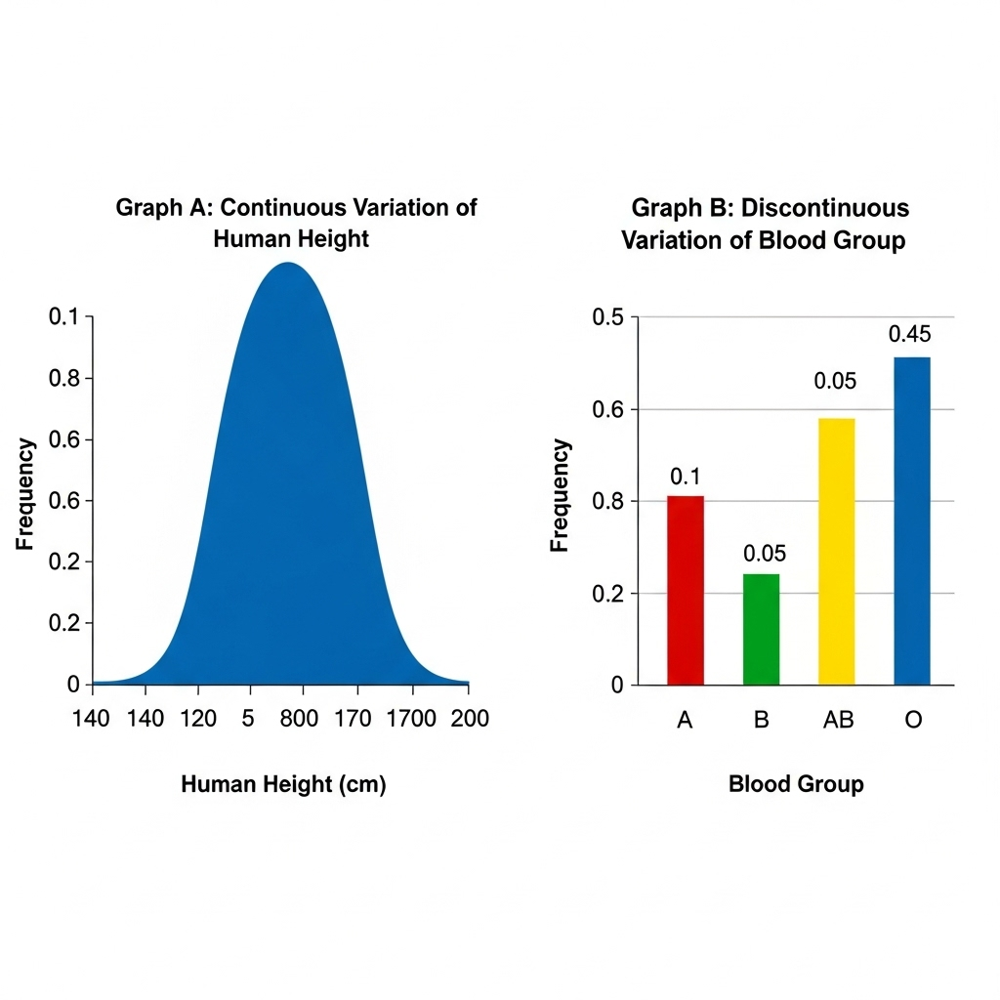 Graph A: Continuous Variation of
Human Height
0.1
0.8
0.6
0.6
0.2
0.2
0
Frequency
140 140 120 5 800 170 1700 200
Human Height (cm)
Graph B: Discontinuous
Variation of Blood Group
0.5
0.6
0.8
0.2
0
Frequency
0.1
0.05
0.05
0.45
A B AB O
Blood Group